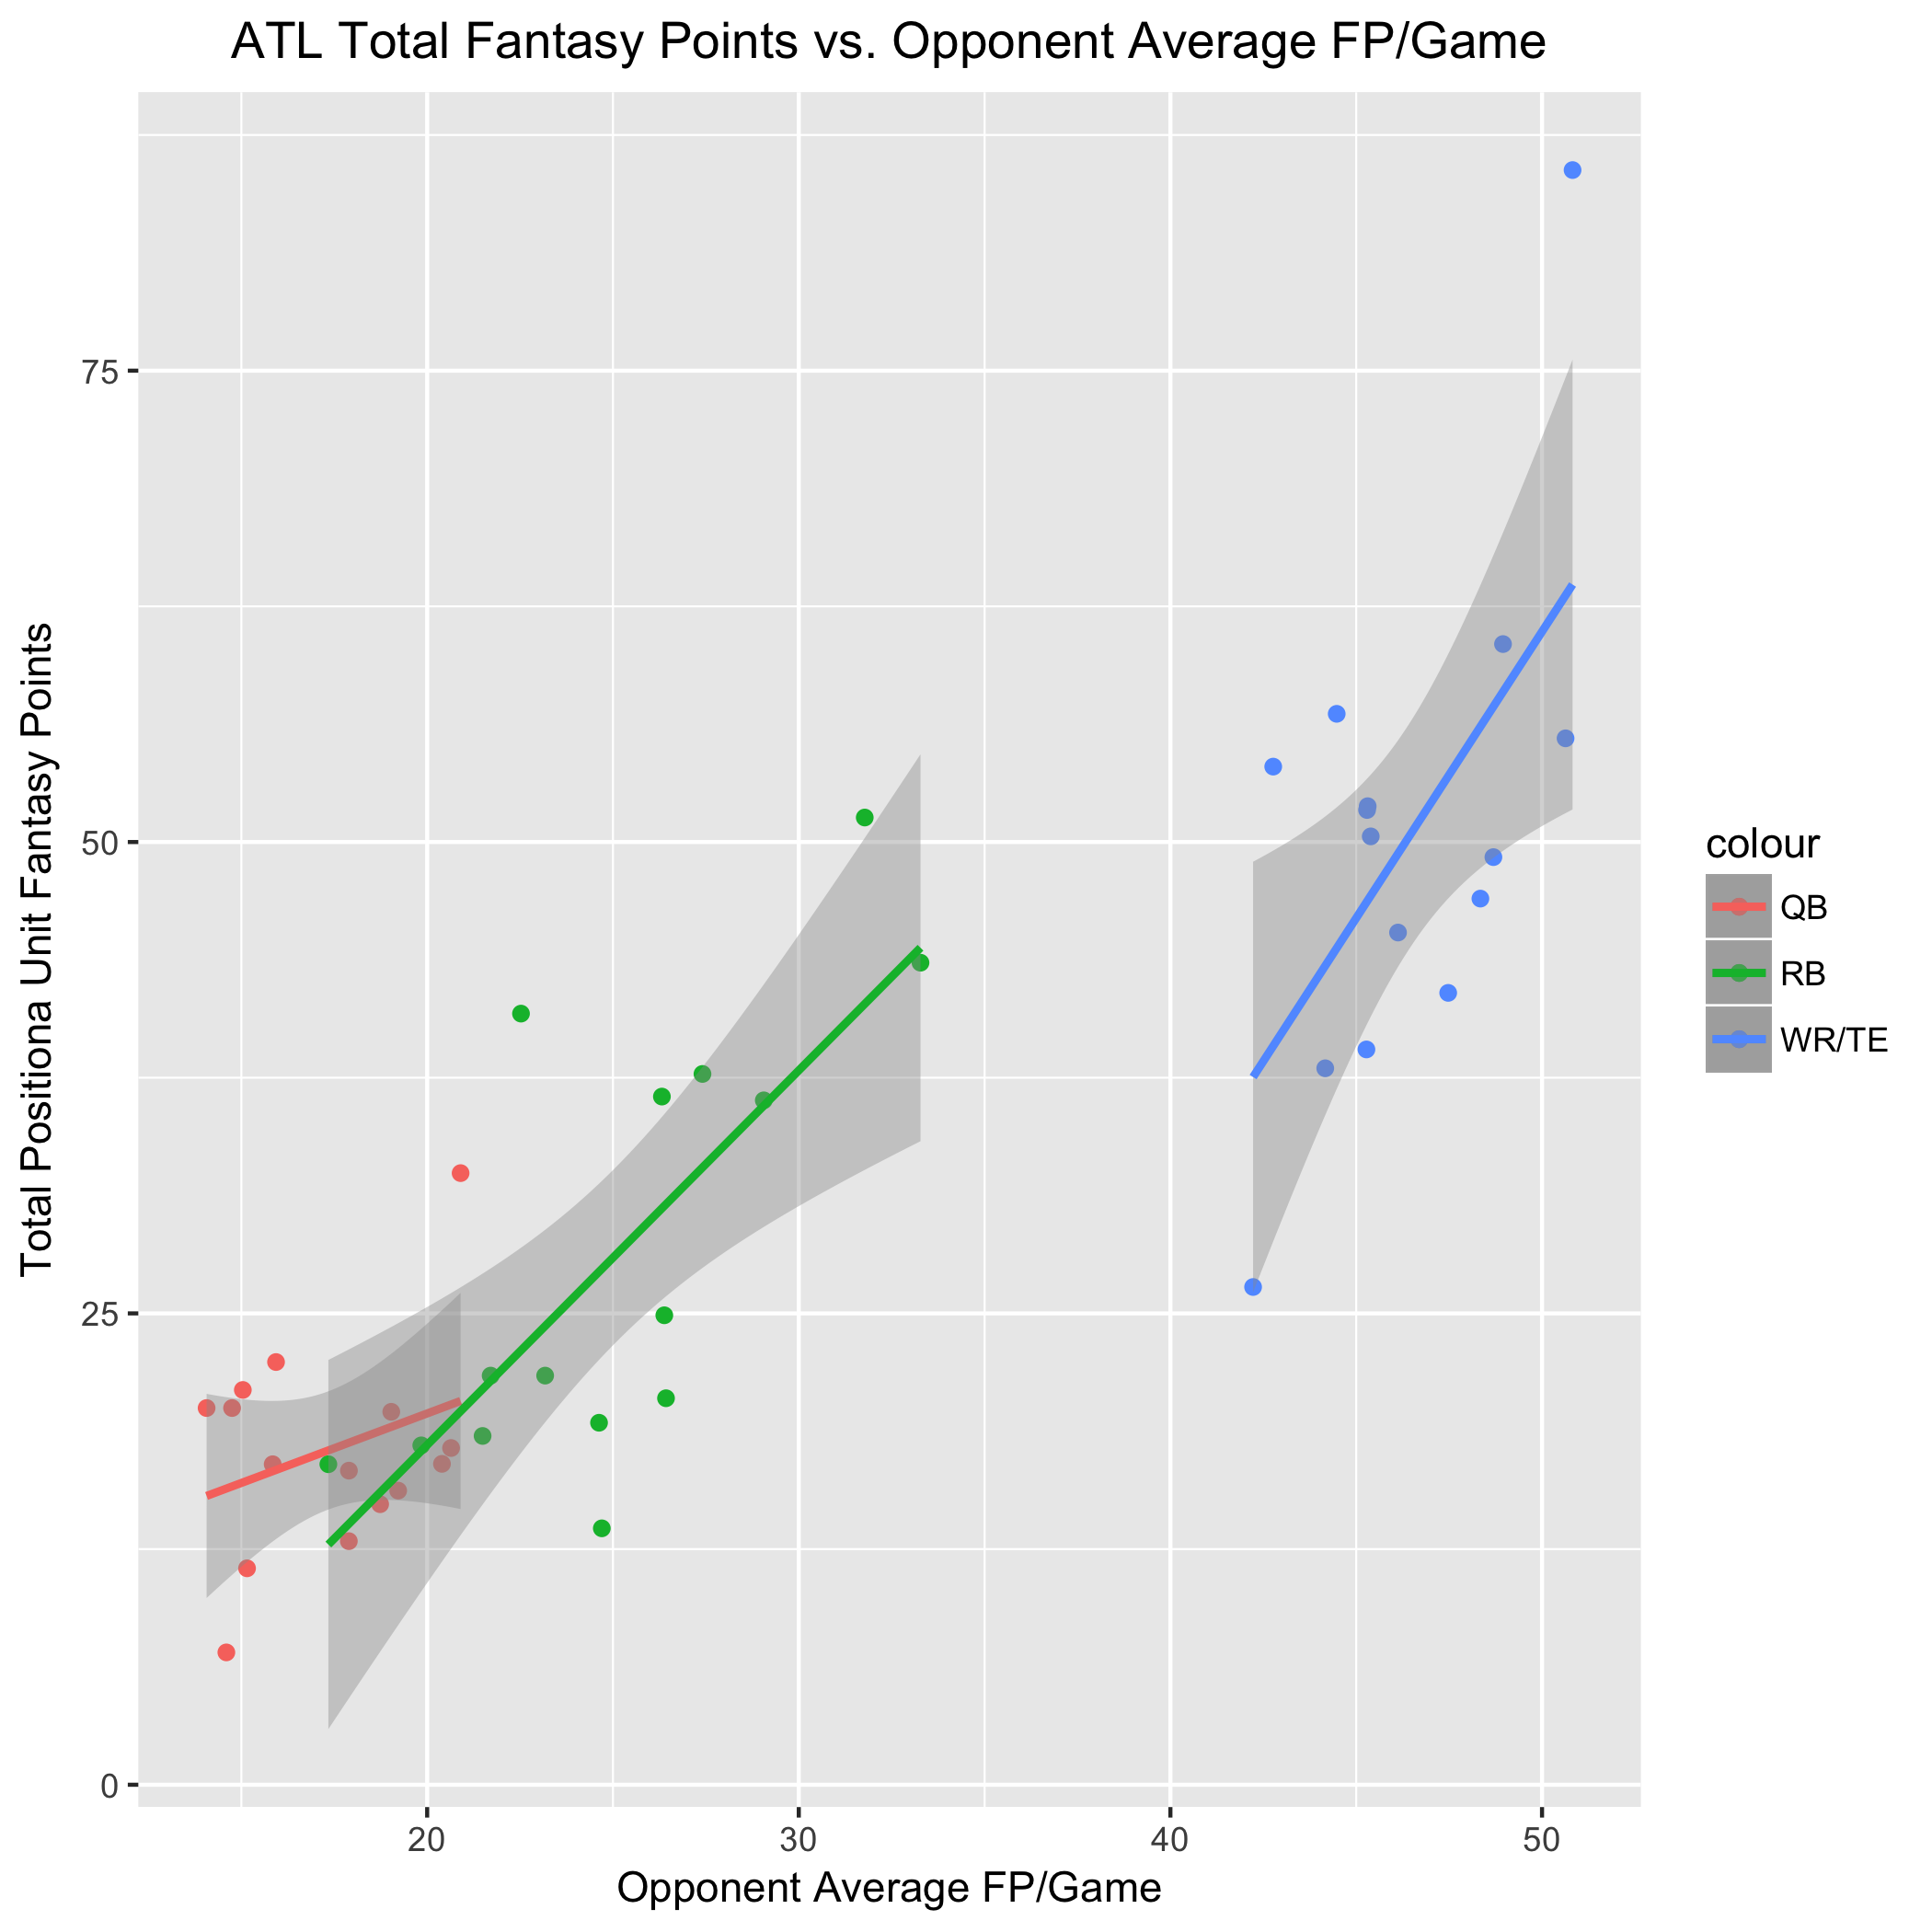 ATL Total Fantasy Points vs. Opponent Average FP/Game
Total Positiona Unit Fantasy Points
75
50
25
0
20
30
40
50
Opponent Average FP/Game
colour
QB
RB
WR/TE